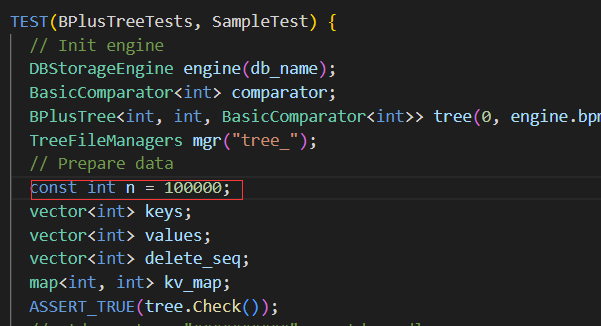 TEST(BPlusTreeTests, SampleTest) {
// Init engine
DBStorageEngine engine(db_name);
BasicComparator<int> comparator;
BPlusTree<int, int, BasicComparator<int>> tree(0, engine.bpm
TreeFileManagers mgr("tree_");
// Prepare data
const int n = 100000;
vector<int> keys;
vector<int> values;
vector<int> delete_seq;
map<int, int> kv_map;
ASSERT_TRUE(tree.Check());